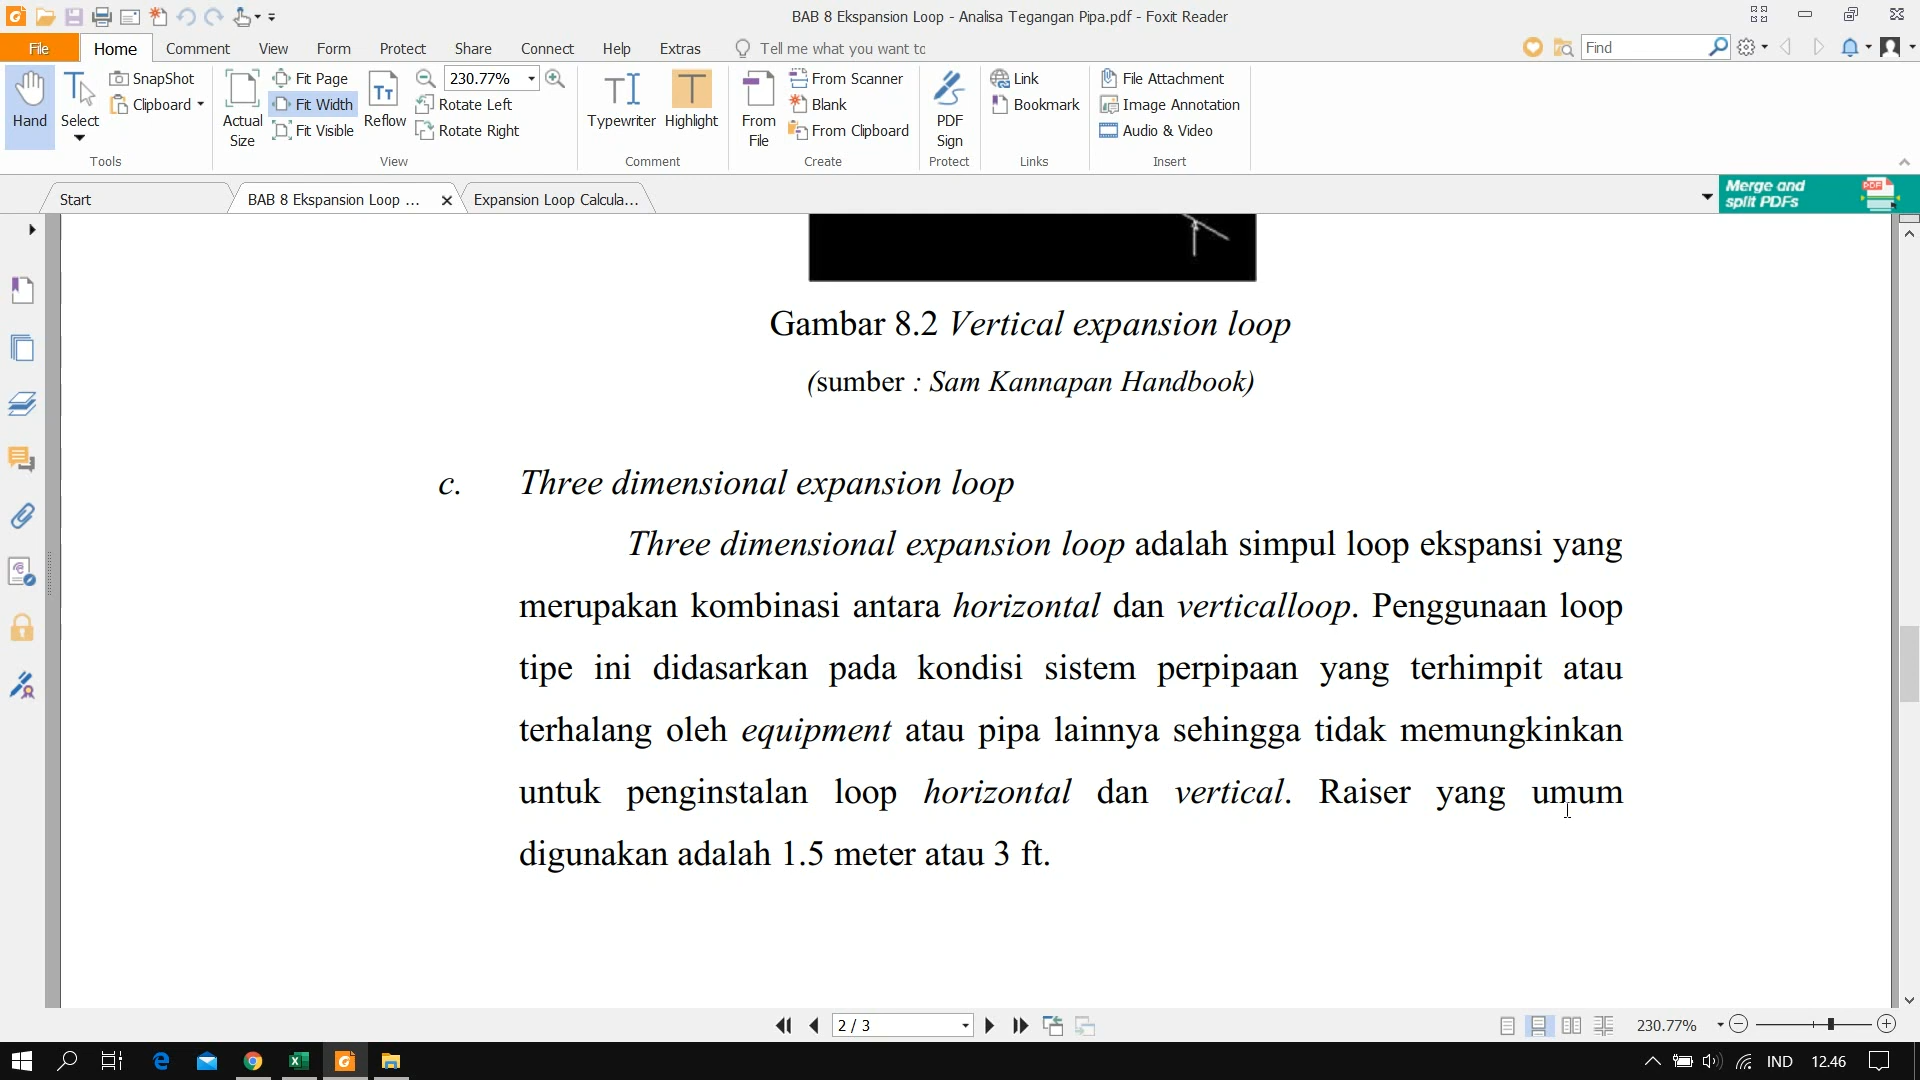 BAB 8 Ekspansion Loop - Analisa Tegangan Pipa.pdf - Foxit Reader
File Home Comment View Form Protect Share Connect Help Extras Tell me what you want to Find
Hand
Select
SnapShot
Clipboard
Tools
Actual Size
Fit Page
Fit Width
Fit Visible
Reflow
230.77%
Rotate Left
Rotate Right
View
Typewriter
Highlight
Comment
From File
From Scanner
Blank
From Clipboard
Create
PDF Sign
Protect
Link
Bookmark
Links
File Attachment
Image Annotation
Audio & Video
Insert
Start
BAB 8 Ekspansion Loop ...
Expansion Loop Calcula...
Merge and
split PDFs
PDF
Gambar 8.2 Vertical expansion loop
(sumber : Sam Kannapan Handbook)
c. Three dimensional expansion loop
Three dimensional expansion loop adalah simpul loop ekspansi yang
merupakan kombinasi antara horizontal dan verticalloop. Penggunaan loop
tipe ini didasarkan pada kondisi sistem perpipaan yang terhimpit atau
terhalang oleh equipment atau pipa lainnya sehingga tidak memungkinkan
untuk penginstalan loop horizontal dan vertical. Raiser yang umum
digunakan adalah 1.5 meter atau 3 ft.
2 / 3
230.77%
IND 12.46